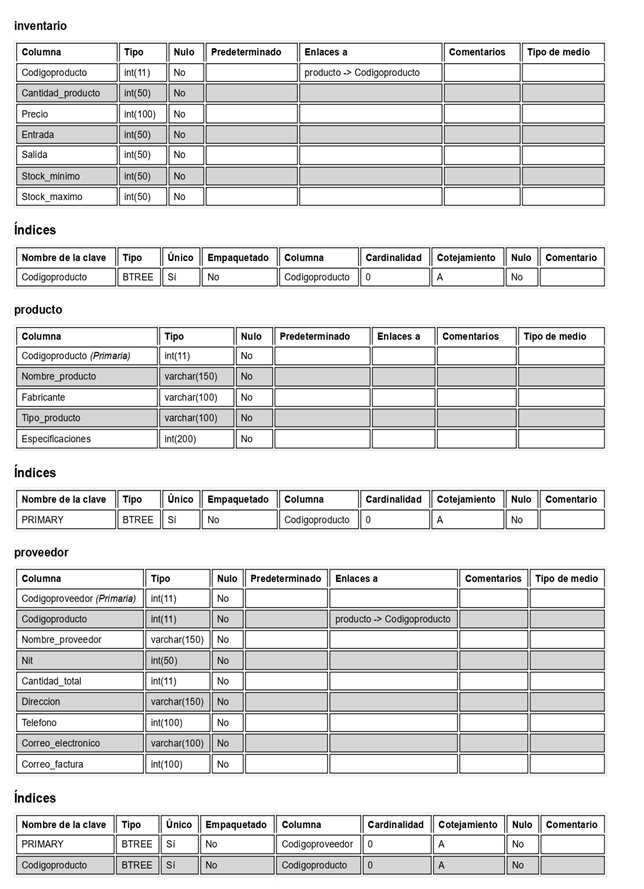 inventario
Columna Tipo Nulo Predeterminado Enlaces a Comentarios Tipo de medio
Codigoproducto int(11) No producto -> Codigoproducto
Cantidad_producto int(50) No
Precio int(100) No
Entrada int(50) No
Salida int(50) No
Stock_minimo int(50) No
Stock_maximo int(50) No
Índices
Nombre de la clave Tipo Único Empaquetado Columna Cardinalidad Cotejamiento Nulo Comentario
Codigoproducto BTREE Sí No Codigoproducto 0 A No
producto
Columna Tipo Nulo Predeterminado Enlaces a Comentarios Tipo de medio
Codigoproducto (Primaria) int(11) No
Nombre_producto varchar(150) No
Fabricante varchar(100) No
Tipo_producto varchar(100) No
Especificaciones int(200) No
Índices
Nombre de la clave Tipo Único Empaquetado Columna Cardinalidad Cotejamiento Nulo Comentario
PRIMARY BTREE Sí No Codigoproducto 0 A No
proveedor
Columna Tipo Nulo Predeterminado Enlaces a Comentarios Tipo de medio
Codigoproveedor (Primaria) int(11) No
Codigoproducto int(11) No producto -> Codigoproducto
Nombre_proveedor varchar(150) No
Nit int(50) No
Cantidad_total int(11) No
Direccion varchar(150) No
Telefono int(100) No
Correo_electronico varchar(100) No
Correo_factura int(100) No
Índices
Nombre de la clave Tipo Único Empaquetado Columna Cardinalidad Cotejamiento Nulo Comentario
PRIMARY BTREE Sí No Codigoproveedor 0 A No
Codigoproducto BTREE Sí No Codigoproducto 0 A No